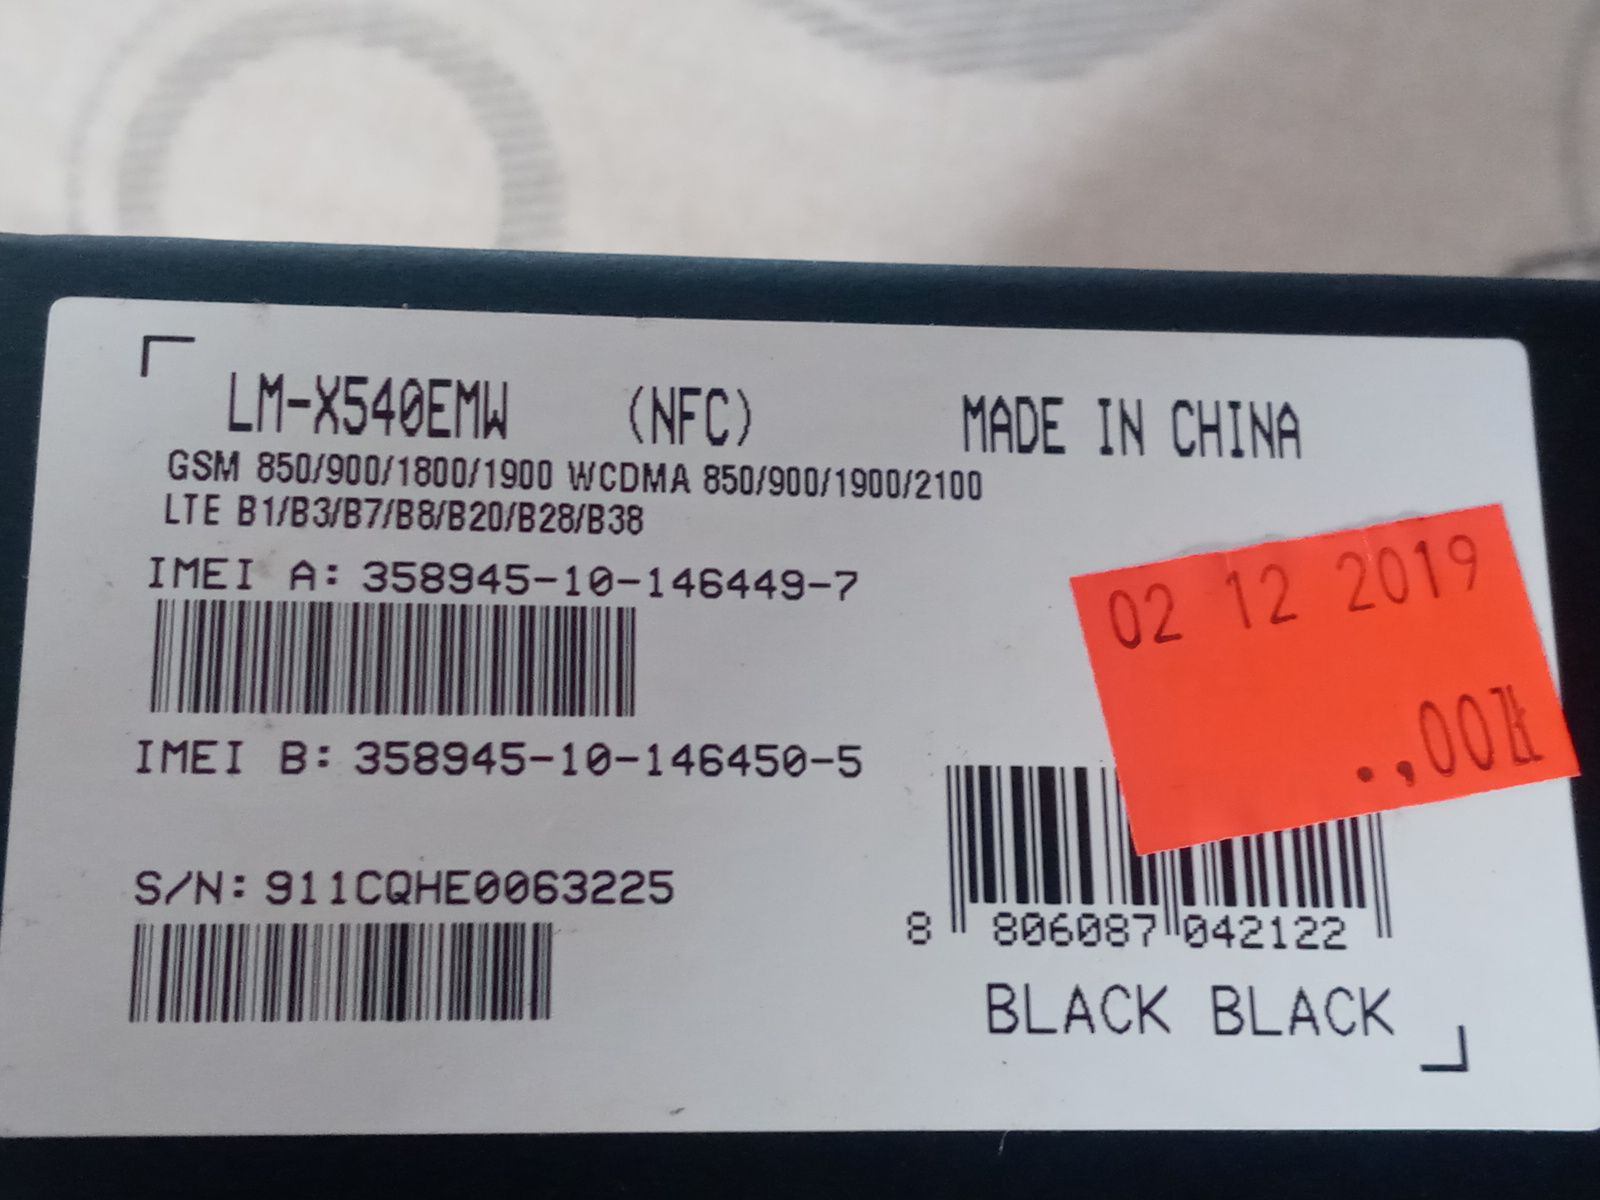 LM-X540EMW (NFC) MADE IN CHINA
GSM 850/900/1800/1900 WCDMA 850/900/1900/2100
LTE B1/B3/B7/B8/B20/B28/B38
IMEI A: 358945-10-146449-7
02 12 2019
.,00zł
IMEI B: 358945-10-146450-5
S/N: 911CQHE0063225
8 806087 042122
BLACK BLACK